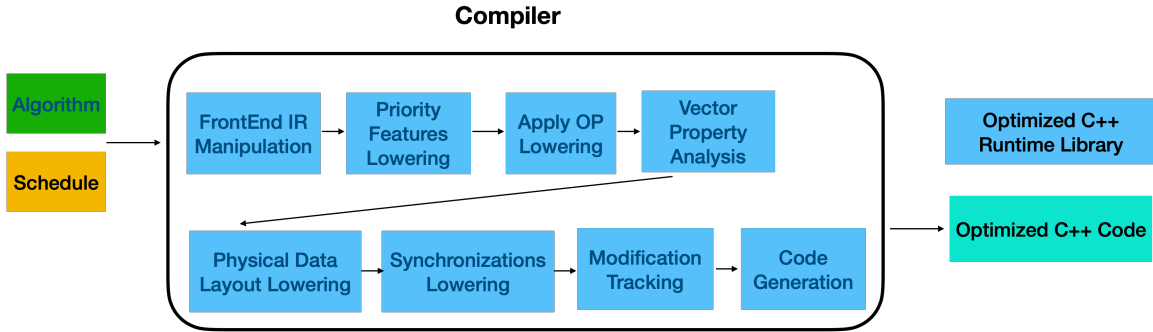 Compiler
Algorithm
Schedule
FrontEnd IR
Manipulation
Priority
Features
Lowering
Apply OP
Lowering
Vector
Property
Analysis
Physical Data
Layout Lowering
Synchronizations
Lowering
Modification
Tracking
Code
Generation
Optimized C++
Runtime Library
Optimized C++ Code